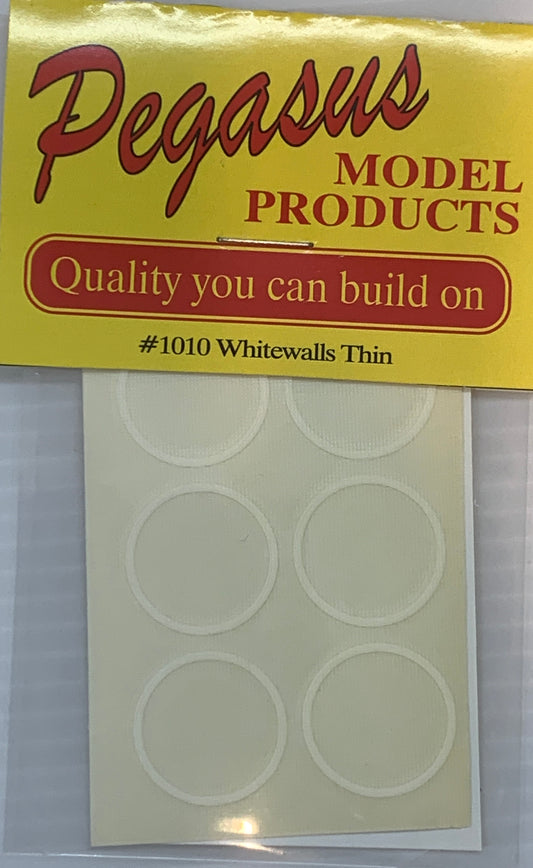 Pegasus
MODEL
PRODUCTS
Quality you can build on
#1010 Whitewalls Thin